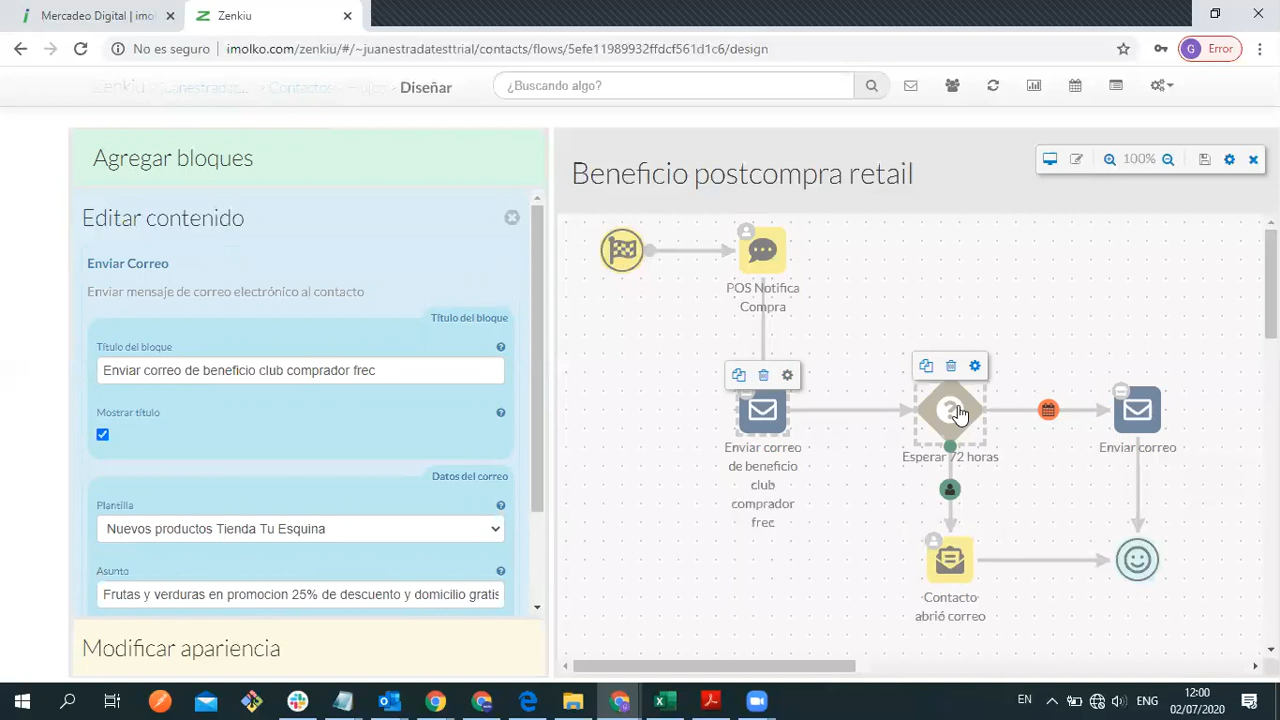 Mercadeo Digital | imol
Zenkiu
No es seguro
imolko.com/zenkiu/#/~juanestradatesttrial/contacts/flows/5efe11989932ffdcf561d1c6/design
G Error
Zenkiu
juanestradat...
Contactos
Diseñar
¿Buscando algo?
Agregar bloques
Editar contenido
Enviar Correo
Enviar mensaje de correo electrónico al contacto
Título del bloque
Título del bloque
Enviar correo de beneficio club comprador frec
Mostrar título
Datos del correo
Plantilla
Nuevos productos Tienda Tu Esquina
Asunto
Frutas y verduras en promocion 25% de descuento y domicilio gratis
Modificar apariencia
Beneficio postcompra retail
100%
POS Notifica
Compra
Enviar correo
de beneficio
club
comprador
frec
Esperar 72 horas
Enviar correo
Contacto
abrió correo
EN
ENG
12:00
02/07/2020